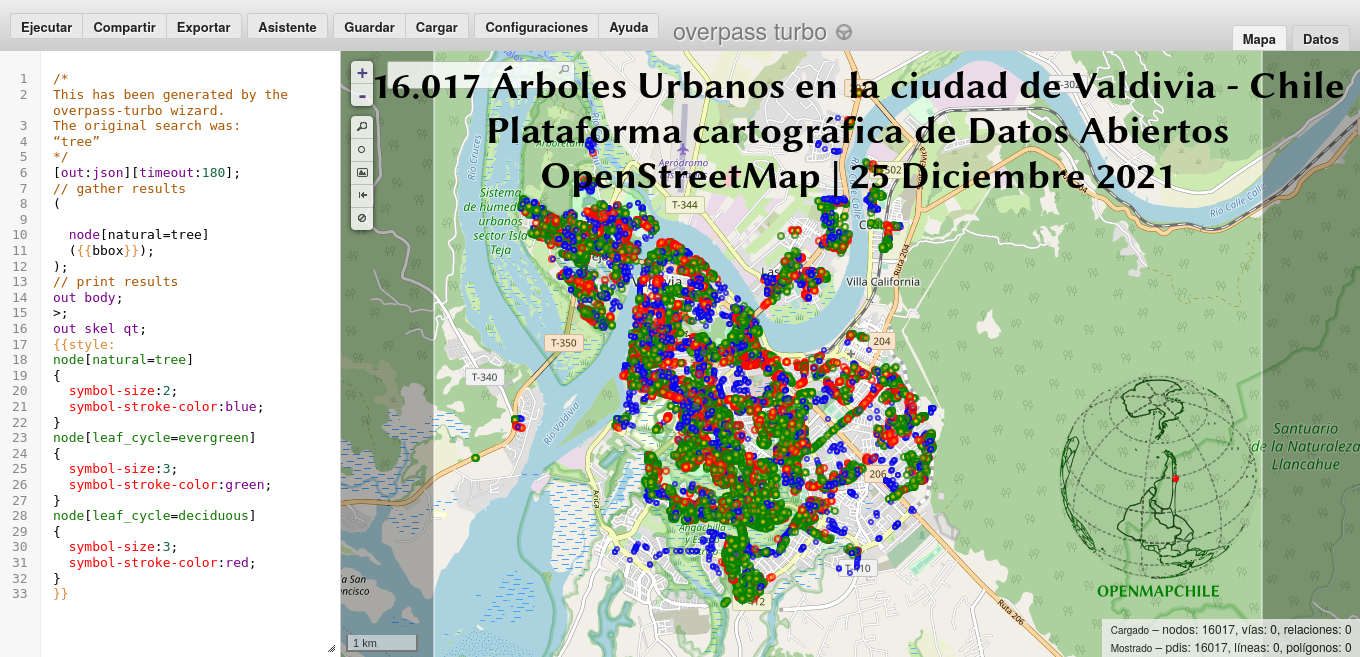 Ejecutar Compartir Exportar Asistente Guardar Cargar Configuraciones Ayuda overpass turbo Mapa Datos
1 /*
2 This has been generated by the
overpass-turbo wizard.
3 The original search was:
4 “tree”
5 */
6 [out:json][timeout:180];
7 // gather results
8 (
9
10 node[natural=tree]
11 ({{bbox}});
12 );
13 // print results
14 out body;
15 >;
16 out skel qt;
17 {{style:
18 node[natural=tree]
19 {
20 symbol-size:2;
21 symbol-stroke-color:blue;
22 }
23 node[leaf_cycle=evergreen]
24 {
25 symbol-size:3;
26 symbol-stroke-color:green;
27 }
28 node[leaf_cycle=deciduous]
29 {
30 symbol-size:3;
31 symbol-stroke-color:red;
32 }
33 }}
+
-
16.017 Árboles Urbanos en la ciudad de Valdivia - Chile
Plataforma cartográfica de Datos Abiertos
OpenStreetMap | 25 Diciembre 2021
Río Cruces
Aeródromo
T-344
Sistema
de humedales
urbanos
sector Isla
Teja
Río Calle Calle
Ruta 204
Villa California
T-350
204
T-340
Río Valdivia
206
Santuario
de la Naturaleza
Llancahue
Angachilla
Ruta 206
OPENMAPCHILE
1 km
Cargado – nodos: 16017, vías: 0, relaciones: 0
Mostrado – pdis: 16017, líneas: 0, polígonos: 0